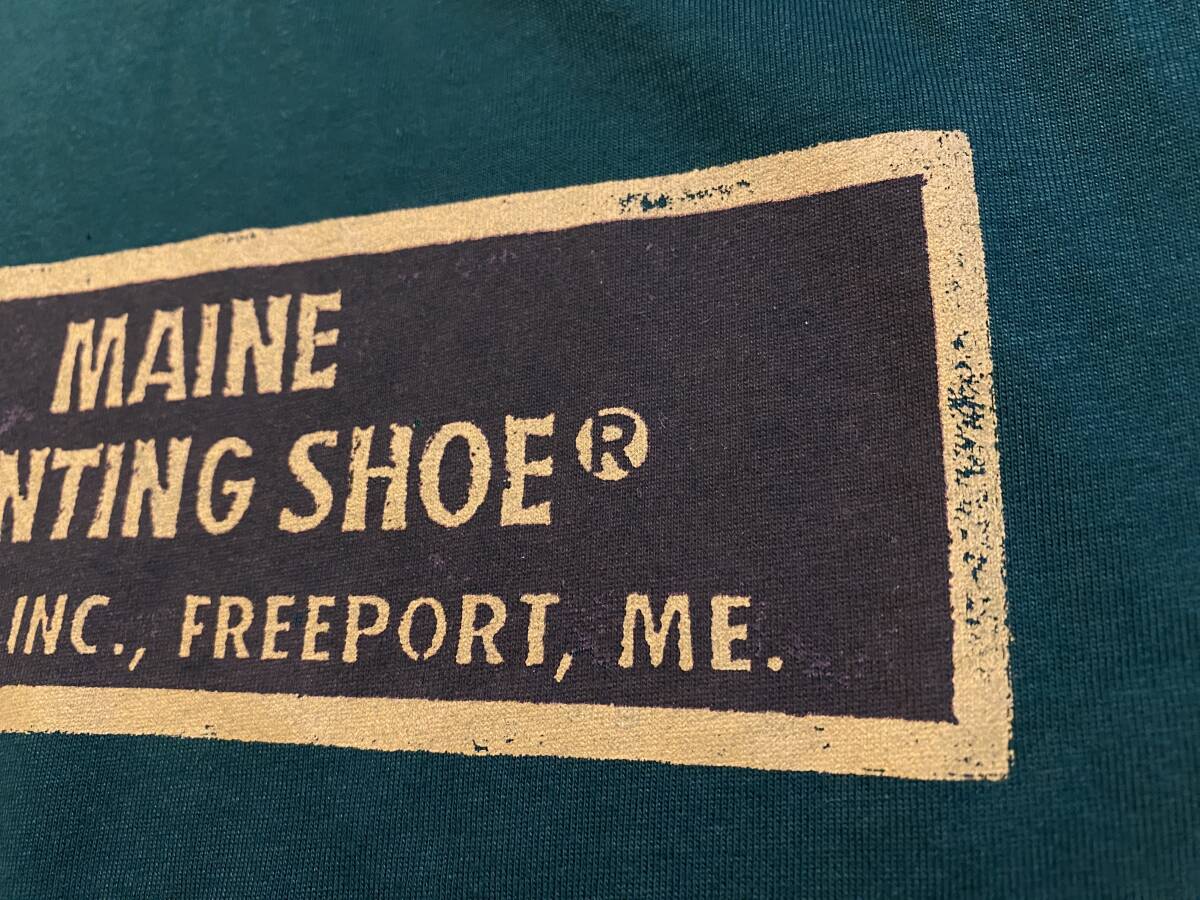 MAINE
NTING SHOE®
INC., FREEPORT, ME.